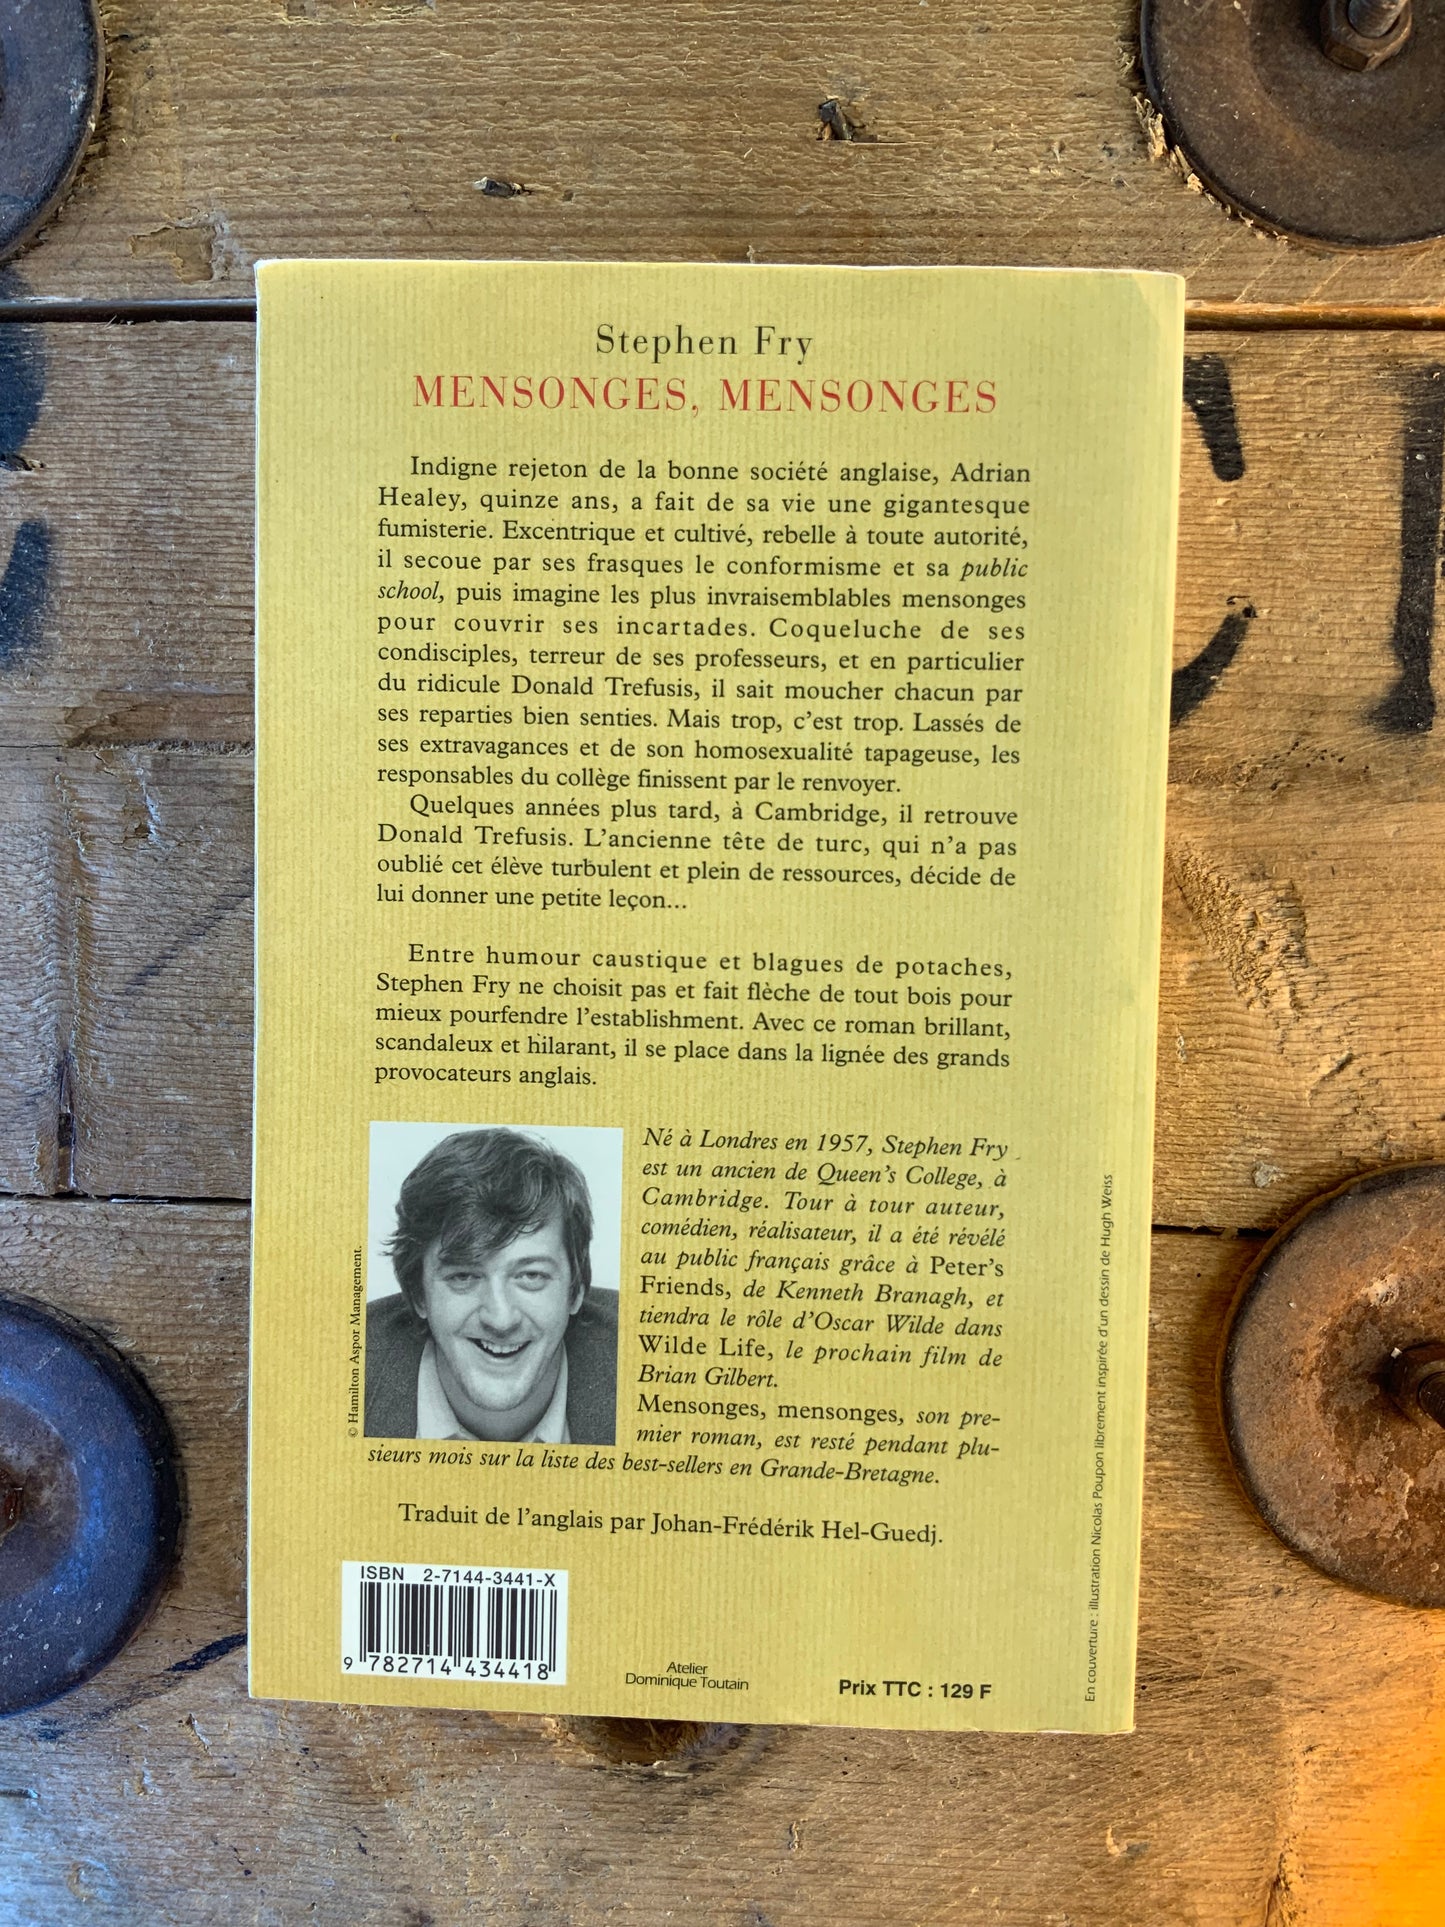 Stephen Fry
MENSONGES, MENSONGES
Indigne rejeton de la bonne société anglaise, Adrian
Healey, quinze ans, a fait de sa vie une gigantesque
fumisterie. Excentrique et cultivé, rebelle à toute autorité,
il secoue par ses frasques le conformisme et sa public
school, puis imagine les plus invraisemblables mensonges
pour couvrir ses incartades. Coqueluche de ses
condisciples, terreur de ses professeurs, et en particulier
du ridicule Donald Trefusis, il sait moucher chacun par
ses reparties bien senties. Mais trop, c'est trop. Lassés de
ses extravagances et de son homosexualité tapageuse, les
responsables du collège finissent par le renvoyer.
Quelques années plus tard, à Cambridge, il retrouve
Donald Trefusis. L'ancienne tête de turc, qui n'a pas
oublié cet élève turbulent et plein de ressources, décide de
lui donner une petite leçon...
Entre humour caustique et blagues de potaches,
Stephen Fry ne choisit pas et fait flèche de tout bois pour
mieux pourfendre l'establishment. Avec ce roman brillant,
scandaleux et hilarant, il se place dans la lignée des grands
provocateurs anglais.
© Hamilton Aspor Management.
Né à Londres en 1957, Stephen Fry
est un ancien de Queen's College, à
Cambridge. Tour à tour auteur,
comédien, réalisateur, il a été révélé
au public français grâce à Peter's
Friends, de Kenneth Branagh, et
tiendra le rôle d'Oscar Wilde dans
Wilde Life, le prochain film de
Brian Gilbert.
Mensonges, mensonges, son pre-
mier roman, est resté pendant plu-
sieurs mois sur la liste des best-sellers en Grande-Bretagne.
Traduit de l'anglais par Johan-Frédérik Hel-Guedj.
ISBN 2-7144-3441-X
9 782714 434418
Atelier
Dominique Toutain
Prix TTC : 129 F
En couverture : illustration Nicolas Poupon librement inspirée d'un dessin de Hugh Weiss